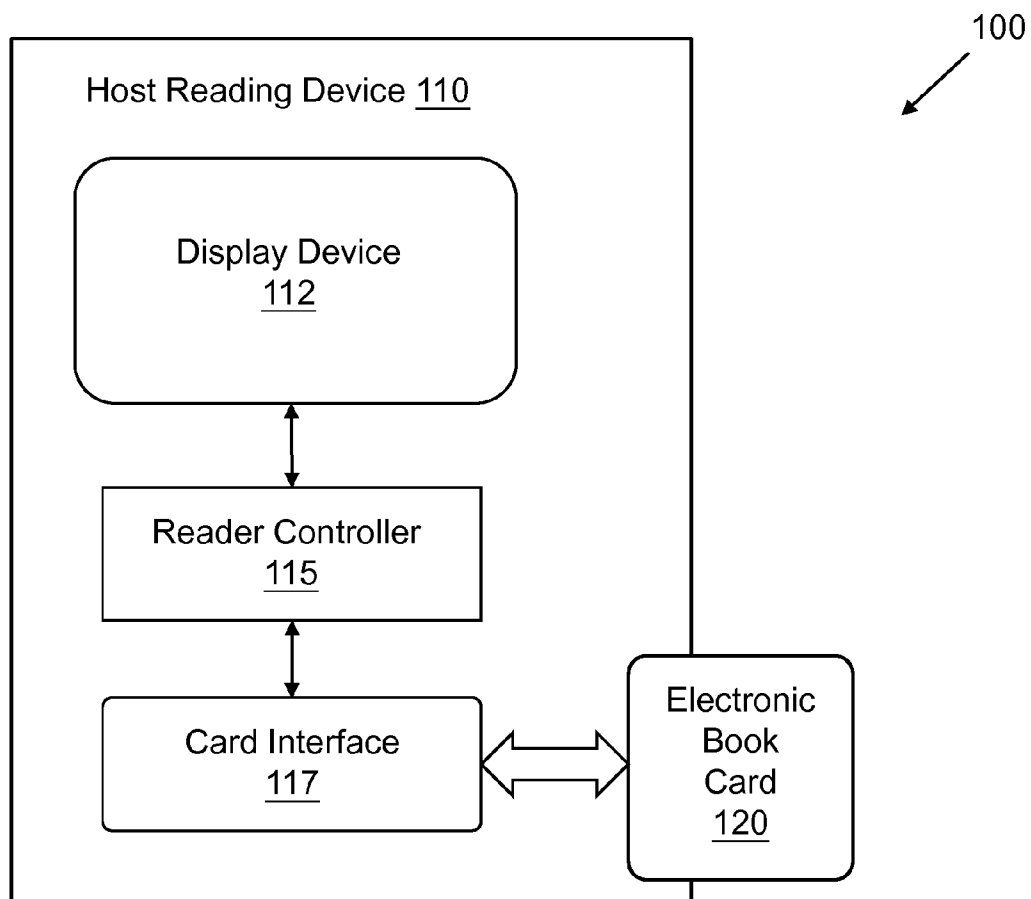 100
Host Reading Device 110
Display Device
112
Reader Controller
115
Card Interface
117
Electronic
Book
Card
120